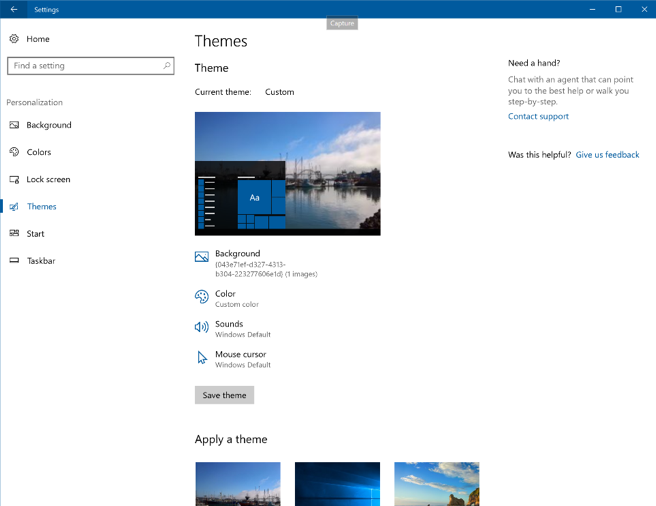 Settings
Capture
Home
Find a setting
Personalization
Background
Colors
Lock screen
Themes
Start
Taskbar
Themes
Theme
Current theme: Custom
Aa
Background
{043e71ef-d327-4313-
b304-223277606e1d} (1 images)
Color
Custom color
Sounds
Windows Default
Mouse cursor
Windows Default
Save theme
Apply a theme
Need a hand?
Chat with an agent that can point
you to the best help or walk you
step-by-step.
Contact support
Was this helpful? Give us feedback